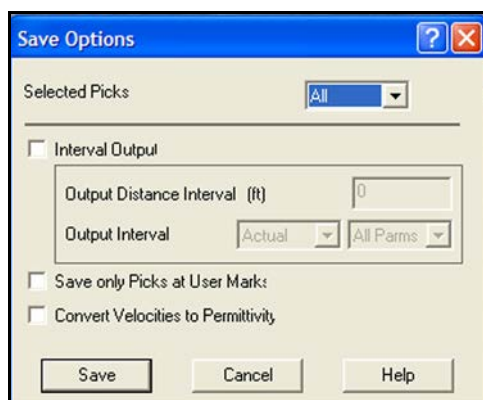 Save Options
Selected Picks All
Interval Output
Output Distance Interval (ft) 0
Output Interval Actual All Parms
Save only Picks at User Marks
Convert Velocities to Permittivity
Save Cancel Help